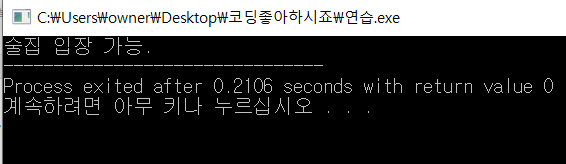 C:₩Users₩owner₩Desktop₩코딩좋아하시죠₩연습.exe
술집 입장 가능.
--------------------------------
Process exited after 0.2106 seconds with return value 0
계속하려면 아무 키나 누르십시오 . . .